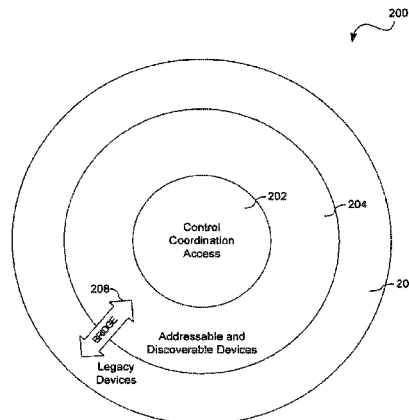 200
202
Control
Coordination
Access
204
20
208
BRIDGE
Addressable and
Discoverable Devices
Legacy
Devices